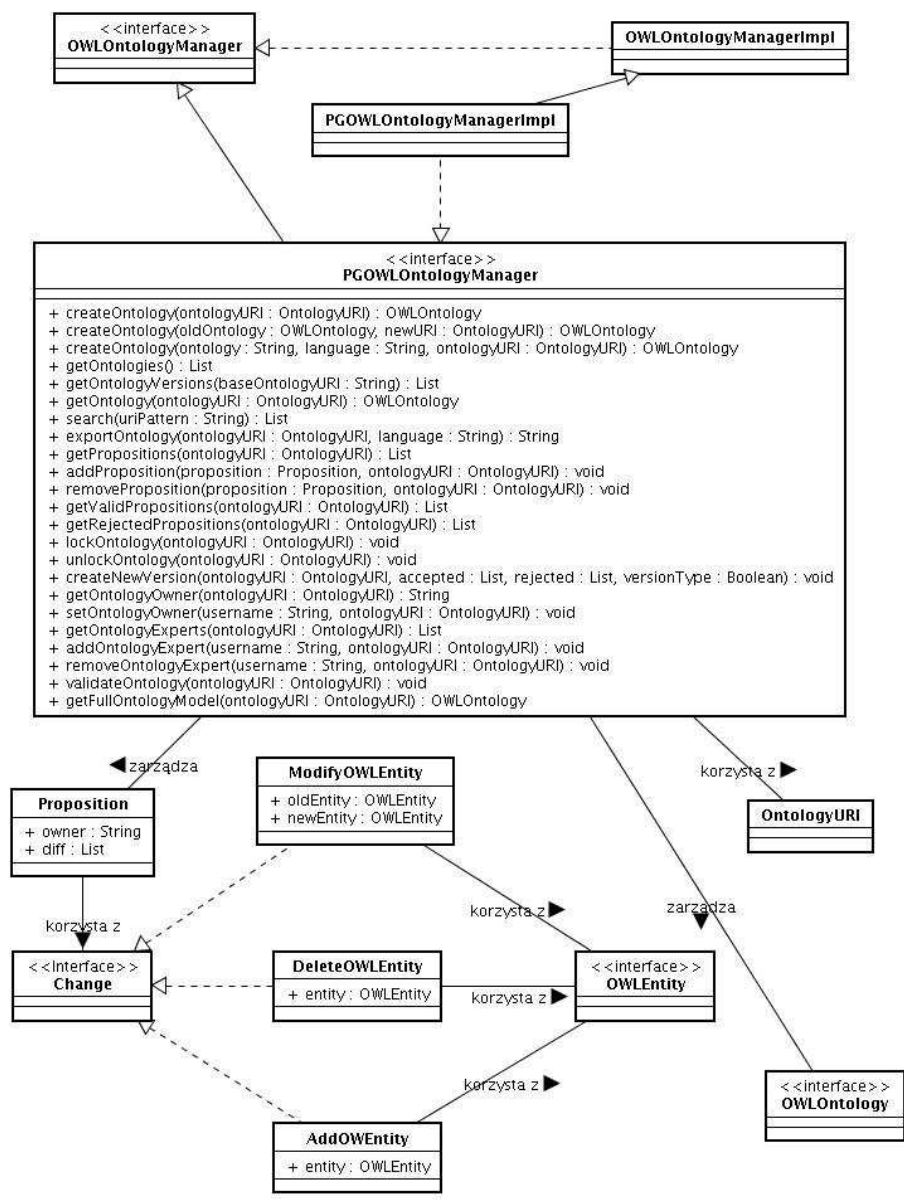 <<interface>>
OWLOntologyManager
OWLOntologyManagerImpl
PGOWLOntologyManagerImpl
<<interface>>
PGOWLOntologyManager
+ createOntology(ontologyURI : OntologyURI) : OWLOntology
+ createOntology(oldOntology : OWLOntology, newURI : OntologyURI) : OWLOntology
+ createOntology(ontology : String, language : String, ontologyURI : OntologyURI) : OWLOntology
+ getOntologies() : List
+ getOntologyVersions(baseOntologyURI : String) : List
+ getOntology(ontologyURI : OntologyURI) : OWLOntology
+ search(uriPattern : String) : List
+ exportOntology(ontologyURI : OntologyURI, language : String) : String
+ getPropositions(ontologyURI : OntologyURI) : List
+ addProposition(proposition : Proposition, ontologyURI : OntologyURI) : void
+ removeProposition(proposition : Proposition, ontologyURI : OntologyURI) : void
+ getValidPropositions(ontologyURI : OntologyURI) : List
+ getRejectedPropositions(ontologyURI : OntologyURI) : List
+ lockOntology(ontologyURI : OntologyURI) : void
+ unlockOntology(ontologyURI : OntologyURI) : void
+ createNewVersion(ontologyURI : OntologyURI, accepted : List, rejected : List, versionType : Boolean) : void
+ getOntologyOwner(ontologyURI : OntologyURI) : String
+ setOntologyOwner(username : String, ontologyURI : OntologyURI) : void
+ getOntologyExperts(ontologyURI : OntologyURI) : List
+ addOntologyExpert(username : String, ontologyURI : OntologyURI) : void
+ removeOntologyExpert(username : String, ontologyURI : OntologyURI) : void
+ validateOntology(ontologyURI : OntologyURI) : void
+ getFullOntologyModel(ontologyURI : OntologyURI) : OWLOntology
zarządza
korzysta z
ModifyOWLEntity
+ oldEntity : OWLEntity
+ newEntity : OWLEntity
Proposition
+ owner : String
+ diff : List
OntologyURI
korzysta z
korzysta z
zarządza
<<Interface>>
Change
DeleteOWLEntity
+ entity : OWLEntity
korzysta z
<<interface>>
OWLEntity
korzysta z
<<interface>>
OWLOntology
AddOWEntity
+ entity : OWLEntity